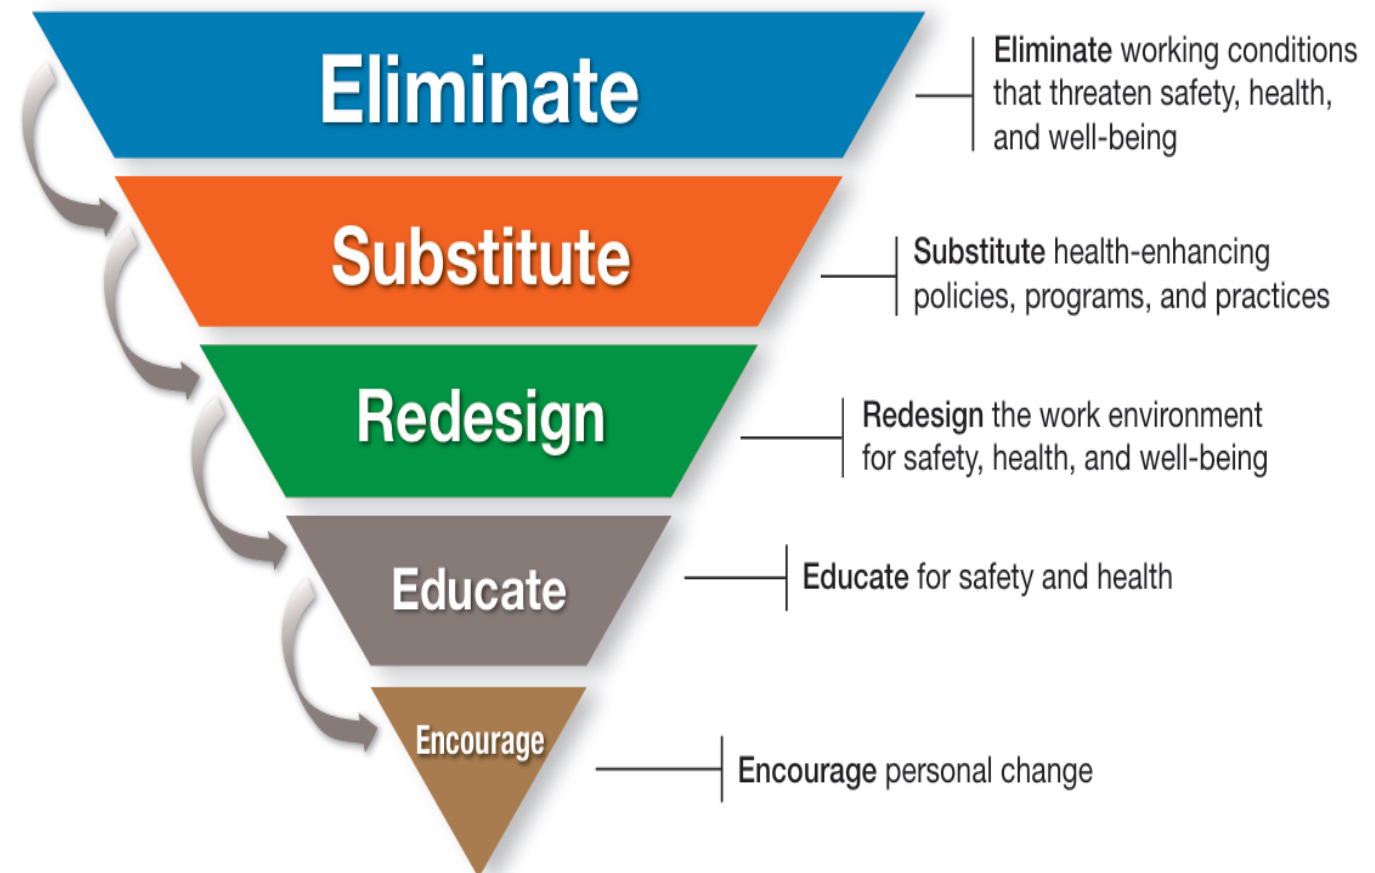 Eliminate
Eliminate working conditions
that threaten safety, health,
and well-being
Substitute
Substitute health-enhancing
policies, programs, and practices
Redesign
Redesign the work environment
for safety, health, and well-being
Educate
Educate for safety and health
Encourage
Encourage personal change